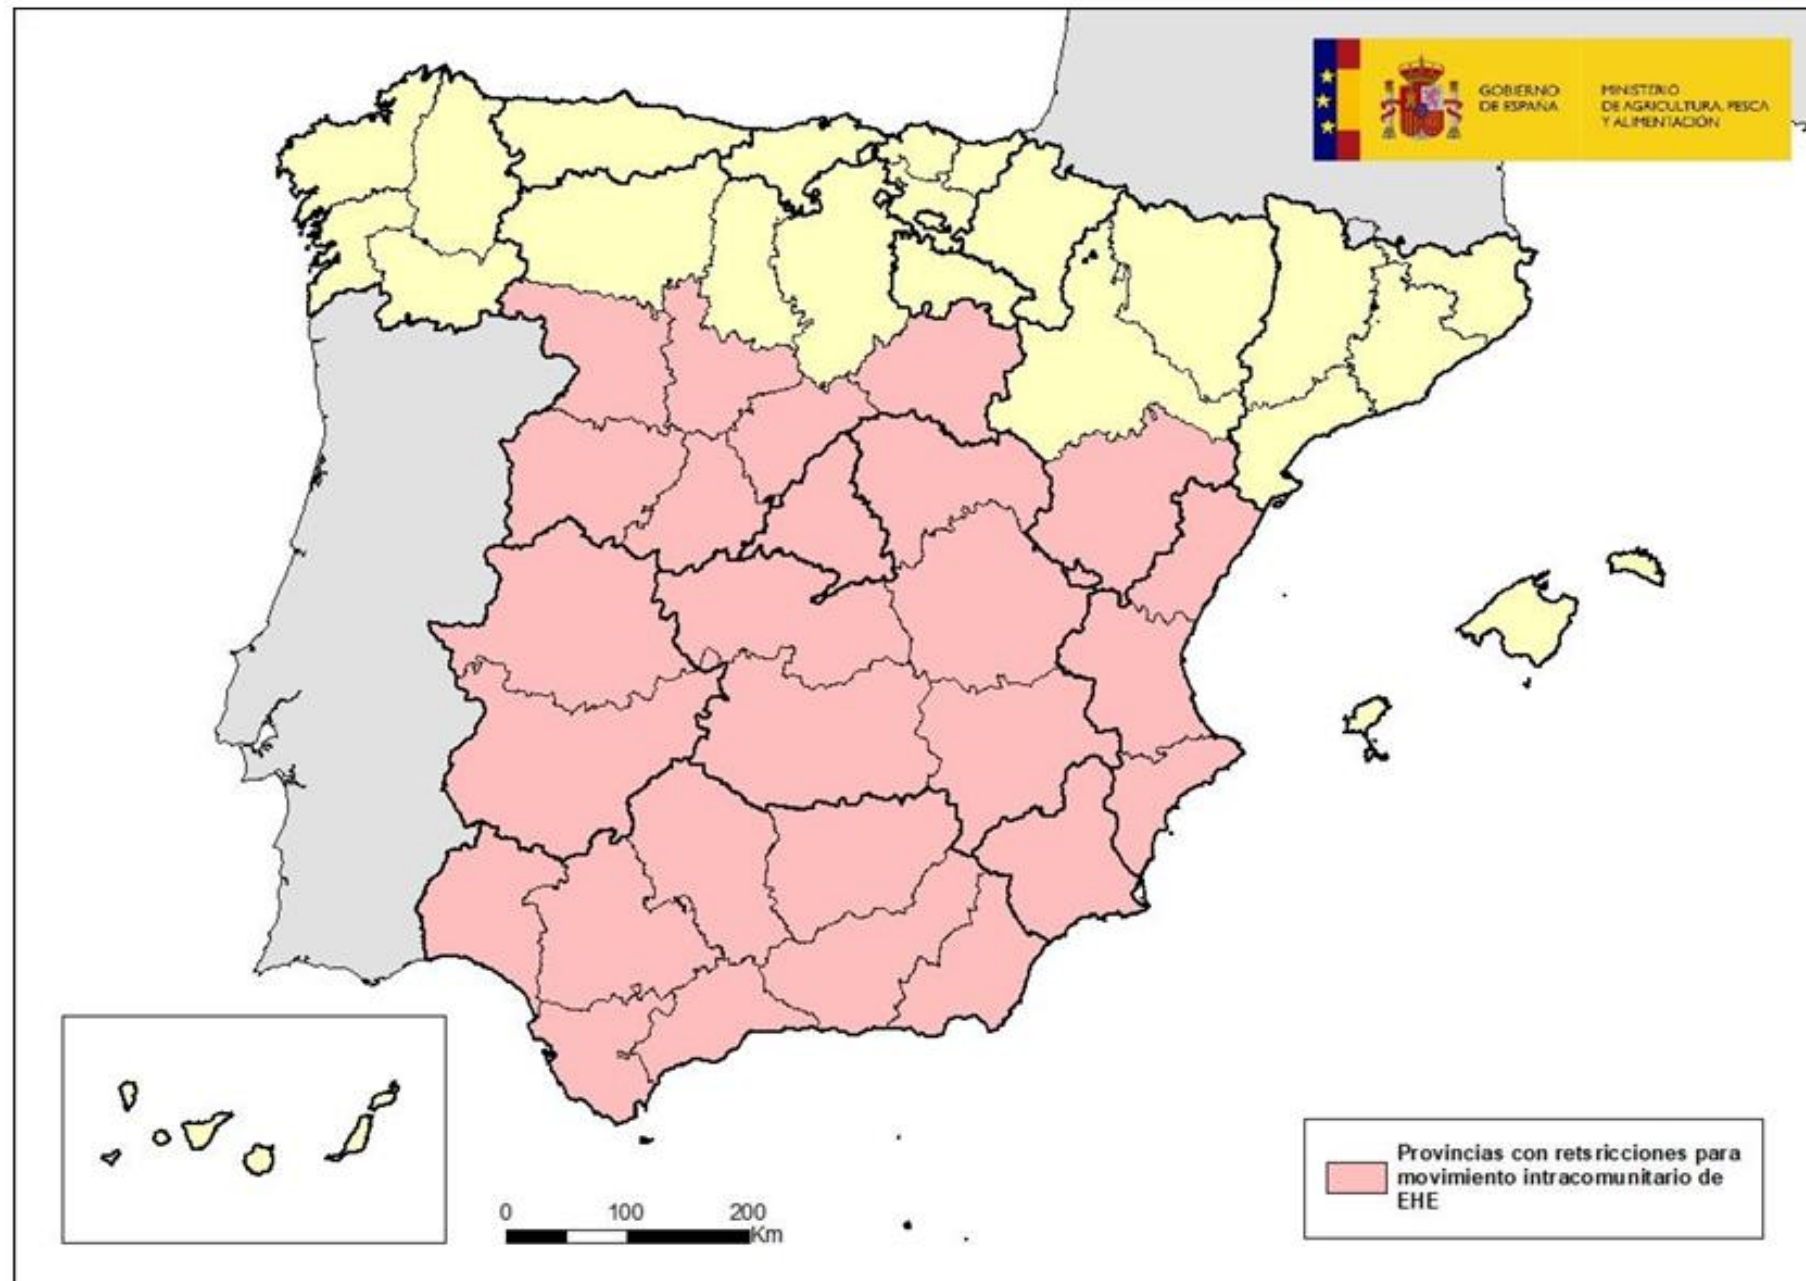 GOBIERNO
DE ESPAÑA
MINISTERIO
DE AGRICULTURA, PESCA
Y ALIMENTACIÓN
0 100 200
Km
Provincias con retsricciones para
movimiento intracomunitario de
EHE